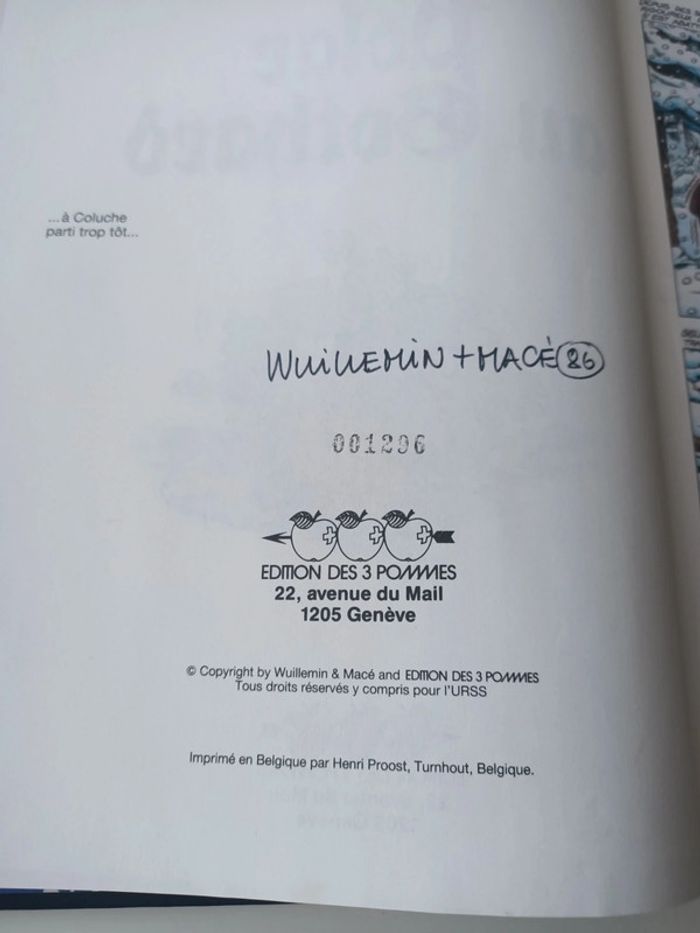 ...à Coluche
parti trop tôt...
WUILLEMIN + MACÉ 86
001296
EDITION DES 3 POMMES
22, avenue du Mail
1205 Genève
© Copyright by Wuillemin & Macé and EDITION DES 3 POMMES
Tous droits réservés y compris pour l'URSS
Imprimé en Belgique par Henri Proost, Turnhout, Belgique.